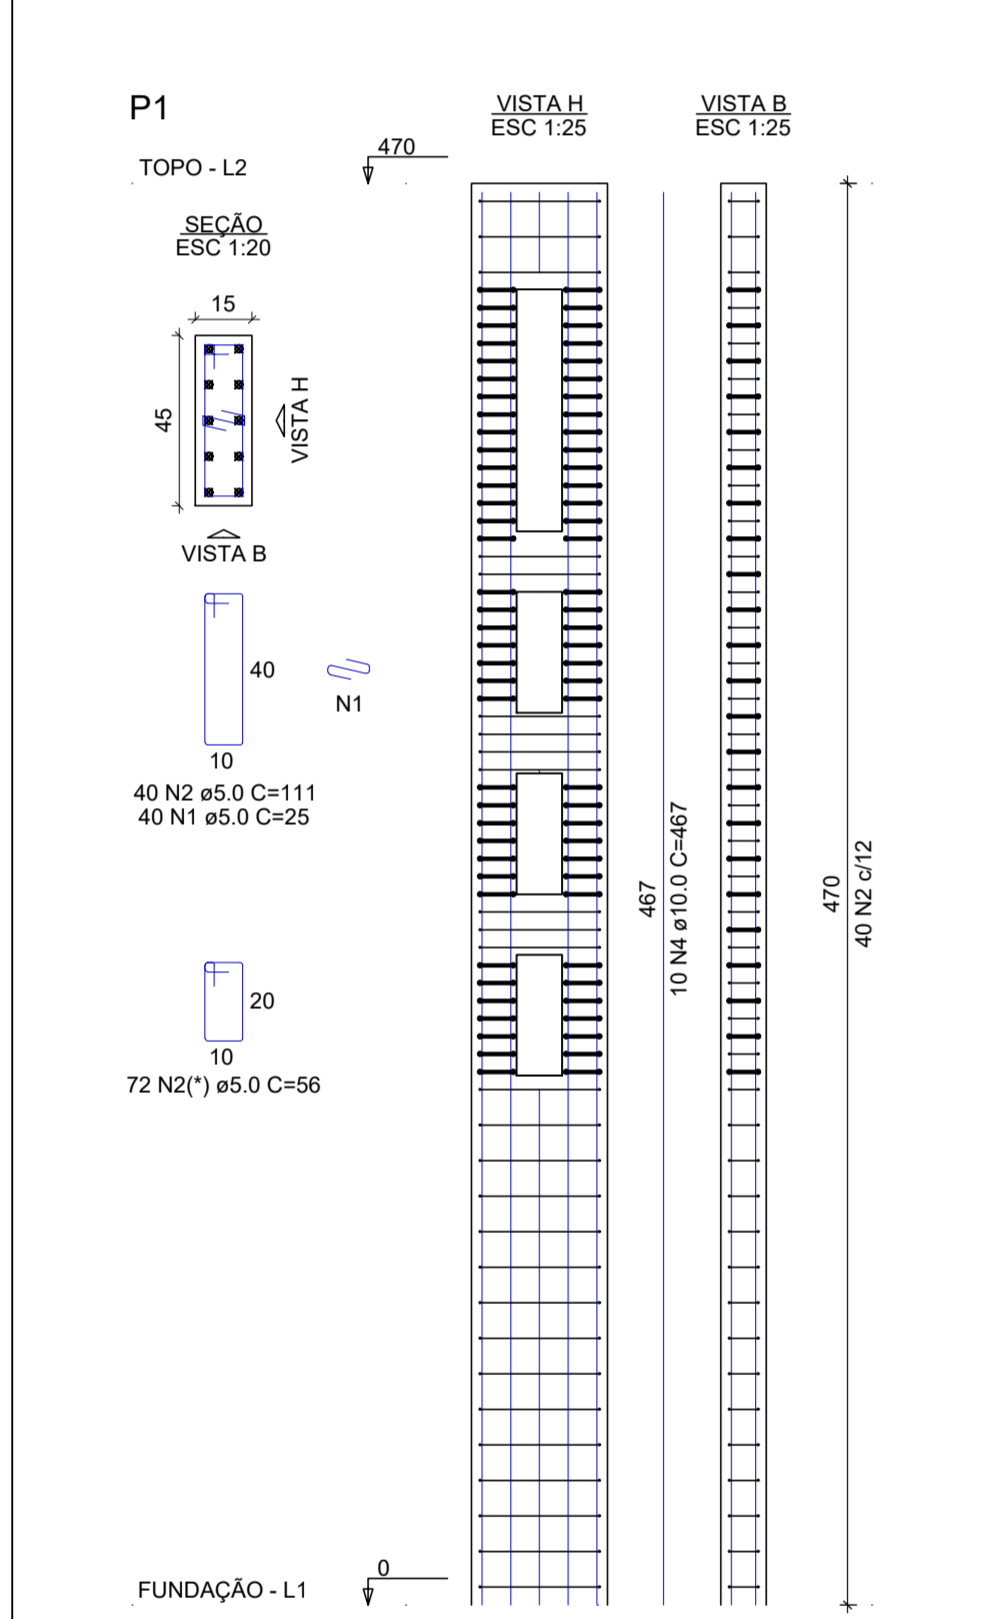 P1
VISTA H
ESC 1:25
VISTA B
ESC 1:25
470
TOPO - L2
SEÇÃO
ESC 1:20
15
45
VISTA H
VISTA B
40
N1
10
40 N2 ø5.0 C=111
40 N1 ø5.0 C=25
467
10 N4 ø10.0 C=467
470
40 N2 c/12
20
10
72 N2(*) ø5.0 C=56
0
FUNDAÇÃO - L1